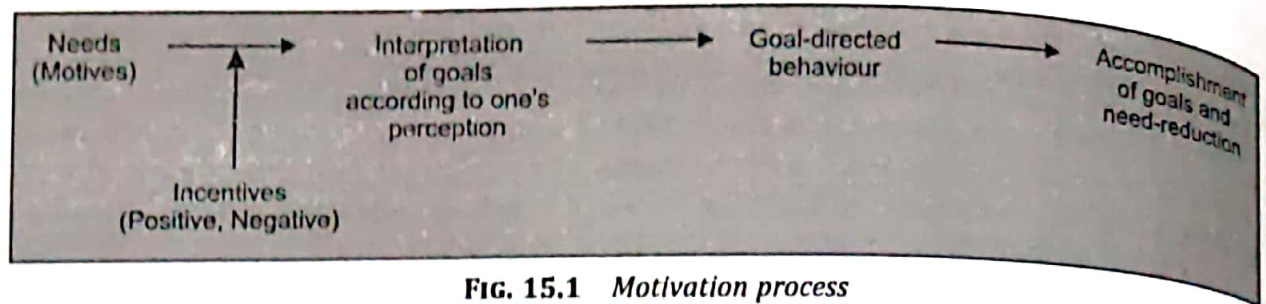 Needs
(Motives)
Interpretation
of goals
according to one's
perception
Goal-directed
behaviour
Accomplishment
of goals and
need-reduction
Incentives
(Positive, Negative)
FIG. 15.1 Motivation process